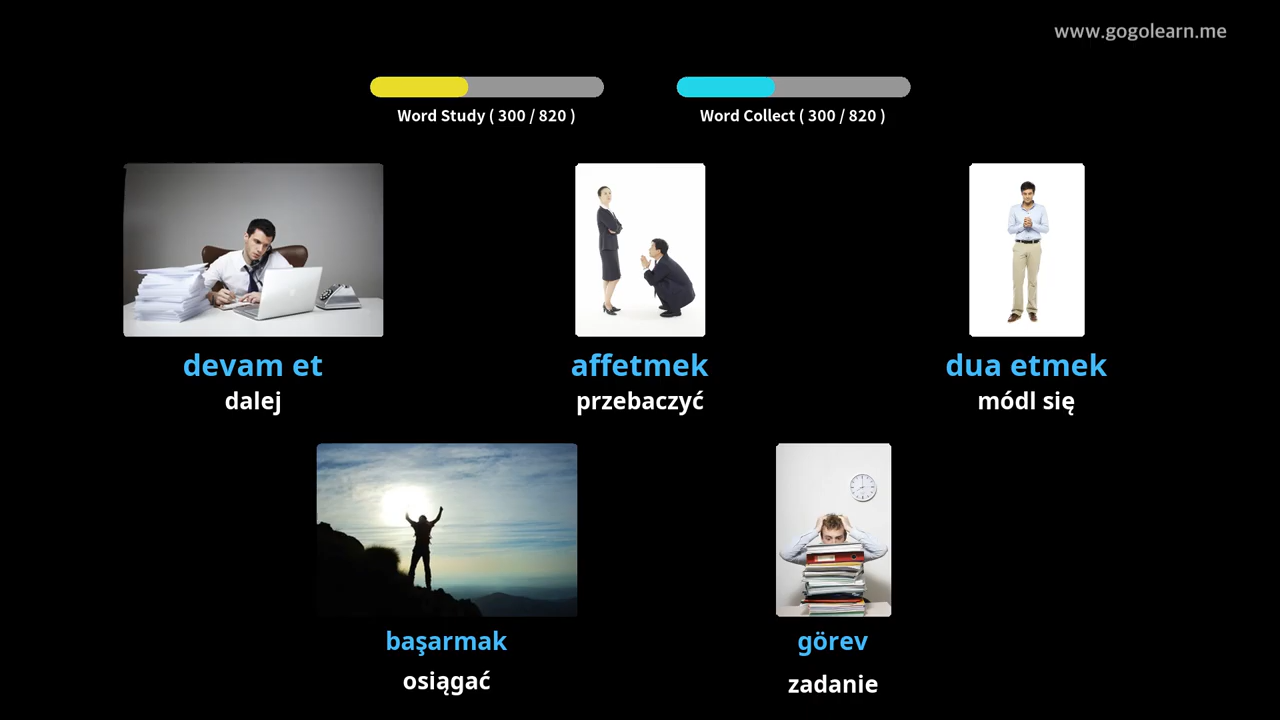 www.gogolearn.me
Word Study ( 300 / 820 )
Word Collect ( 300 / 820 )
devam et
dalej
affetmek
przebaczyć
dua etmek
módl się
başarmak
osiągać
görev
zadanie